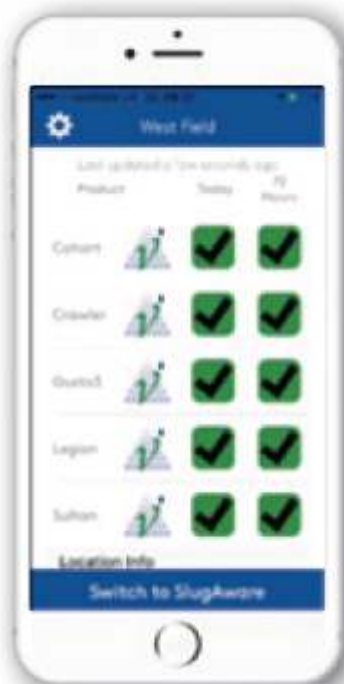 West Field
Last updated a few seconds ago
Product Today 72 Hours
Cohort
Crawler
Gusto3
Legion
Sultan
Location Info
Switch to SlugAware